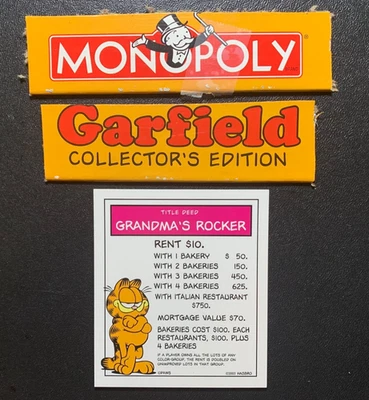 MONOPOLY
Garfield
COLLECTOR'S EDITION
TITLE DEED
GRANDMA'S ROCKER
RENT $10.
WITH 1 BAKERY $ 50.
WITH 2 BAKERIES 150.
WITH 3 BAKERIES 450.
WITH 4 BAKERIES 625.
WITH ITALIAN RESTAURANT
$750.
MORTGAGE VALUE $70.
BAKERIES COST $100. EACH
RESTAURANTS, $100. PLUS
4 BAKERIES
IF A PLAYER OWNS ALL THE LOTS OF ANY
COLOR-GROUP, THE RENT IS DOUBLED ON
UNIMPROVED LOTS IN THAT GROUP.
©PAWS